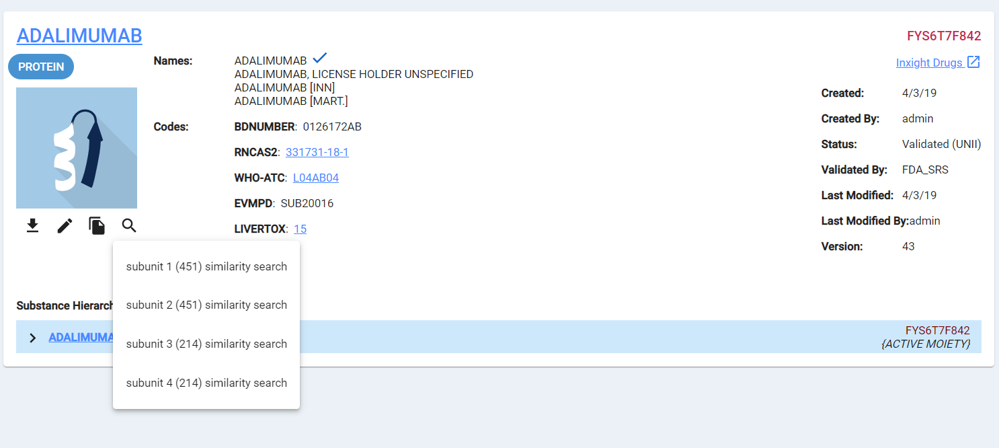 ADALIMUMAB
FYS6T7F842
PROTEIN
Names:
ADALIMUMAB
ADALIMUMAB, LICENSE HOLDER UNSPECIFIED
ADALIMUMAB [INN]
ADALIMUMAB [MART.]
Codes:
BDNUMBER: 0126172AB
RNCAS2: 331731-18-1
WHO-ATC: L04AB04
EVMPD: SUB20016
LIVERTOX: 15
Inxight Drugs
Created: 4/3/19
Created By: admin
Status: Validated (UNII)
Validated By: FDA_SRS
Last Modified: 4/3/19
Last Modified By:admin
Version: 43
subunit 1 (451) similarity search
subunit 2 (451) similarity search
subunit 3 (214) similarity search
subunit 4 (214) similarity search
Substance Hierarch
ADALIMUMA
FYS6T7F842
{ACTIVE MOIETY}